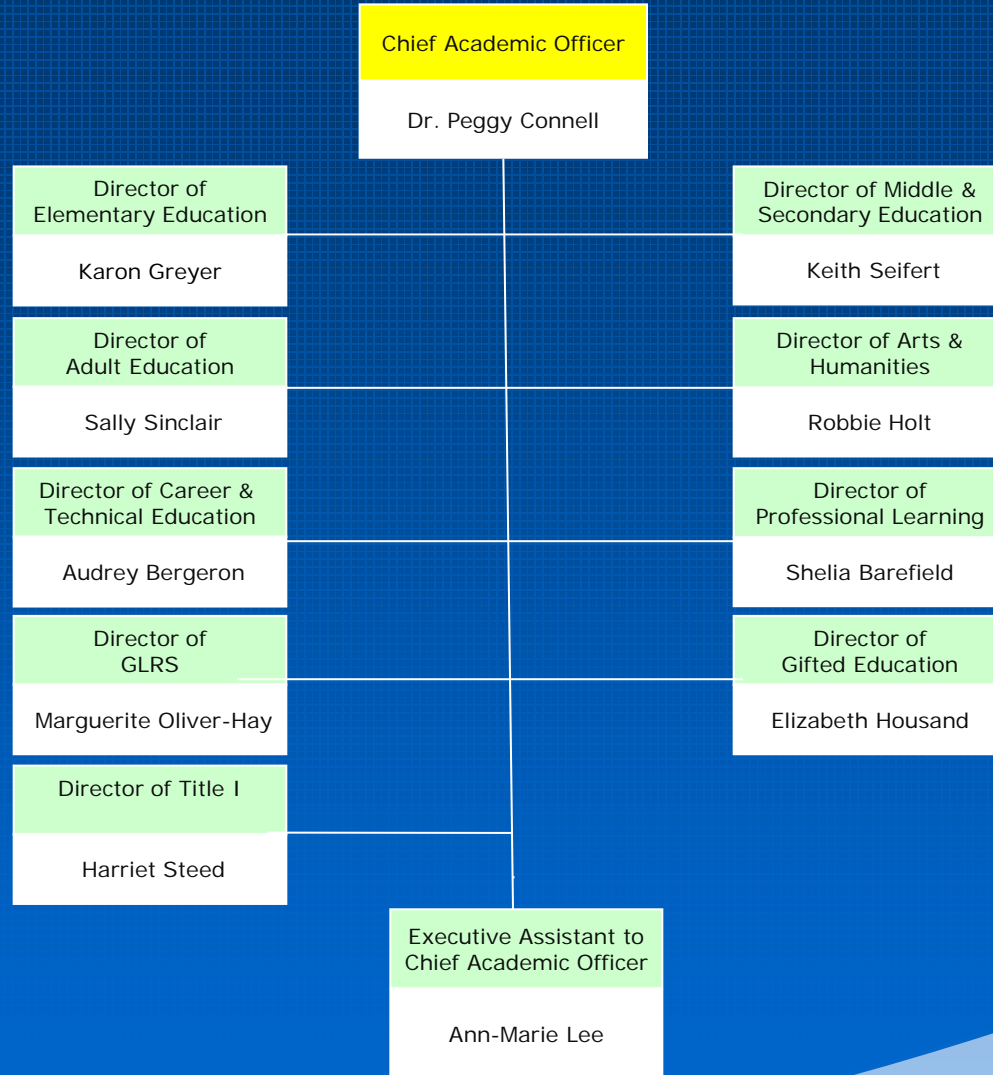 Chief Academic Officer
Dr. Peggy Connell
Director of
Elementary Education
Karon Greyer
Director of Middle &
Secondary Education
Keith Seifert
Director of
Adult Education
Sally Sinclair
Director of Arts &
Humanities
Robbie Holt
Director of Career &
Technical Education
Audrey Bergeron
Director of
Professional Learning
Shelia Barefield
Director of
GLRS
Marguerite Oliver-Hay
Director of
Gifted Education
Elizabeth Housand
Director of Title I
Harriet Steed
Executive Assistant to
Chief Academic Officer
Ann-Marie Lee